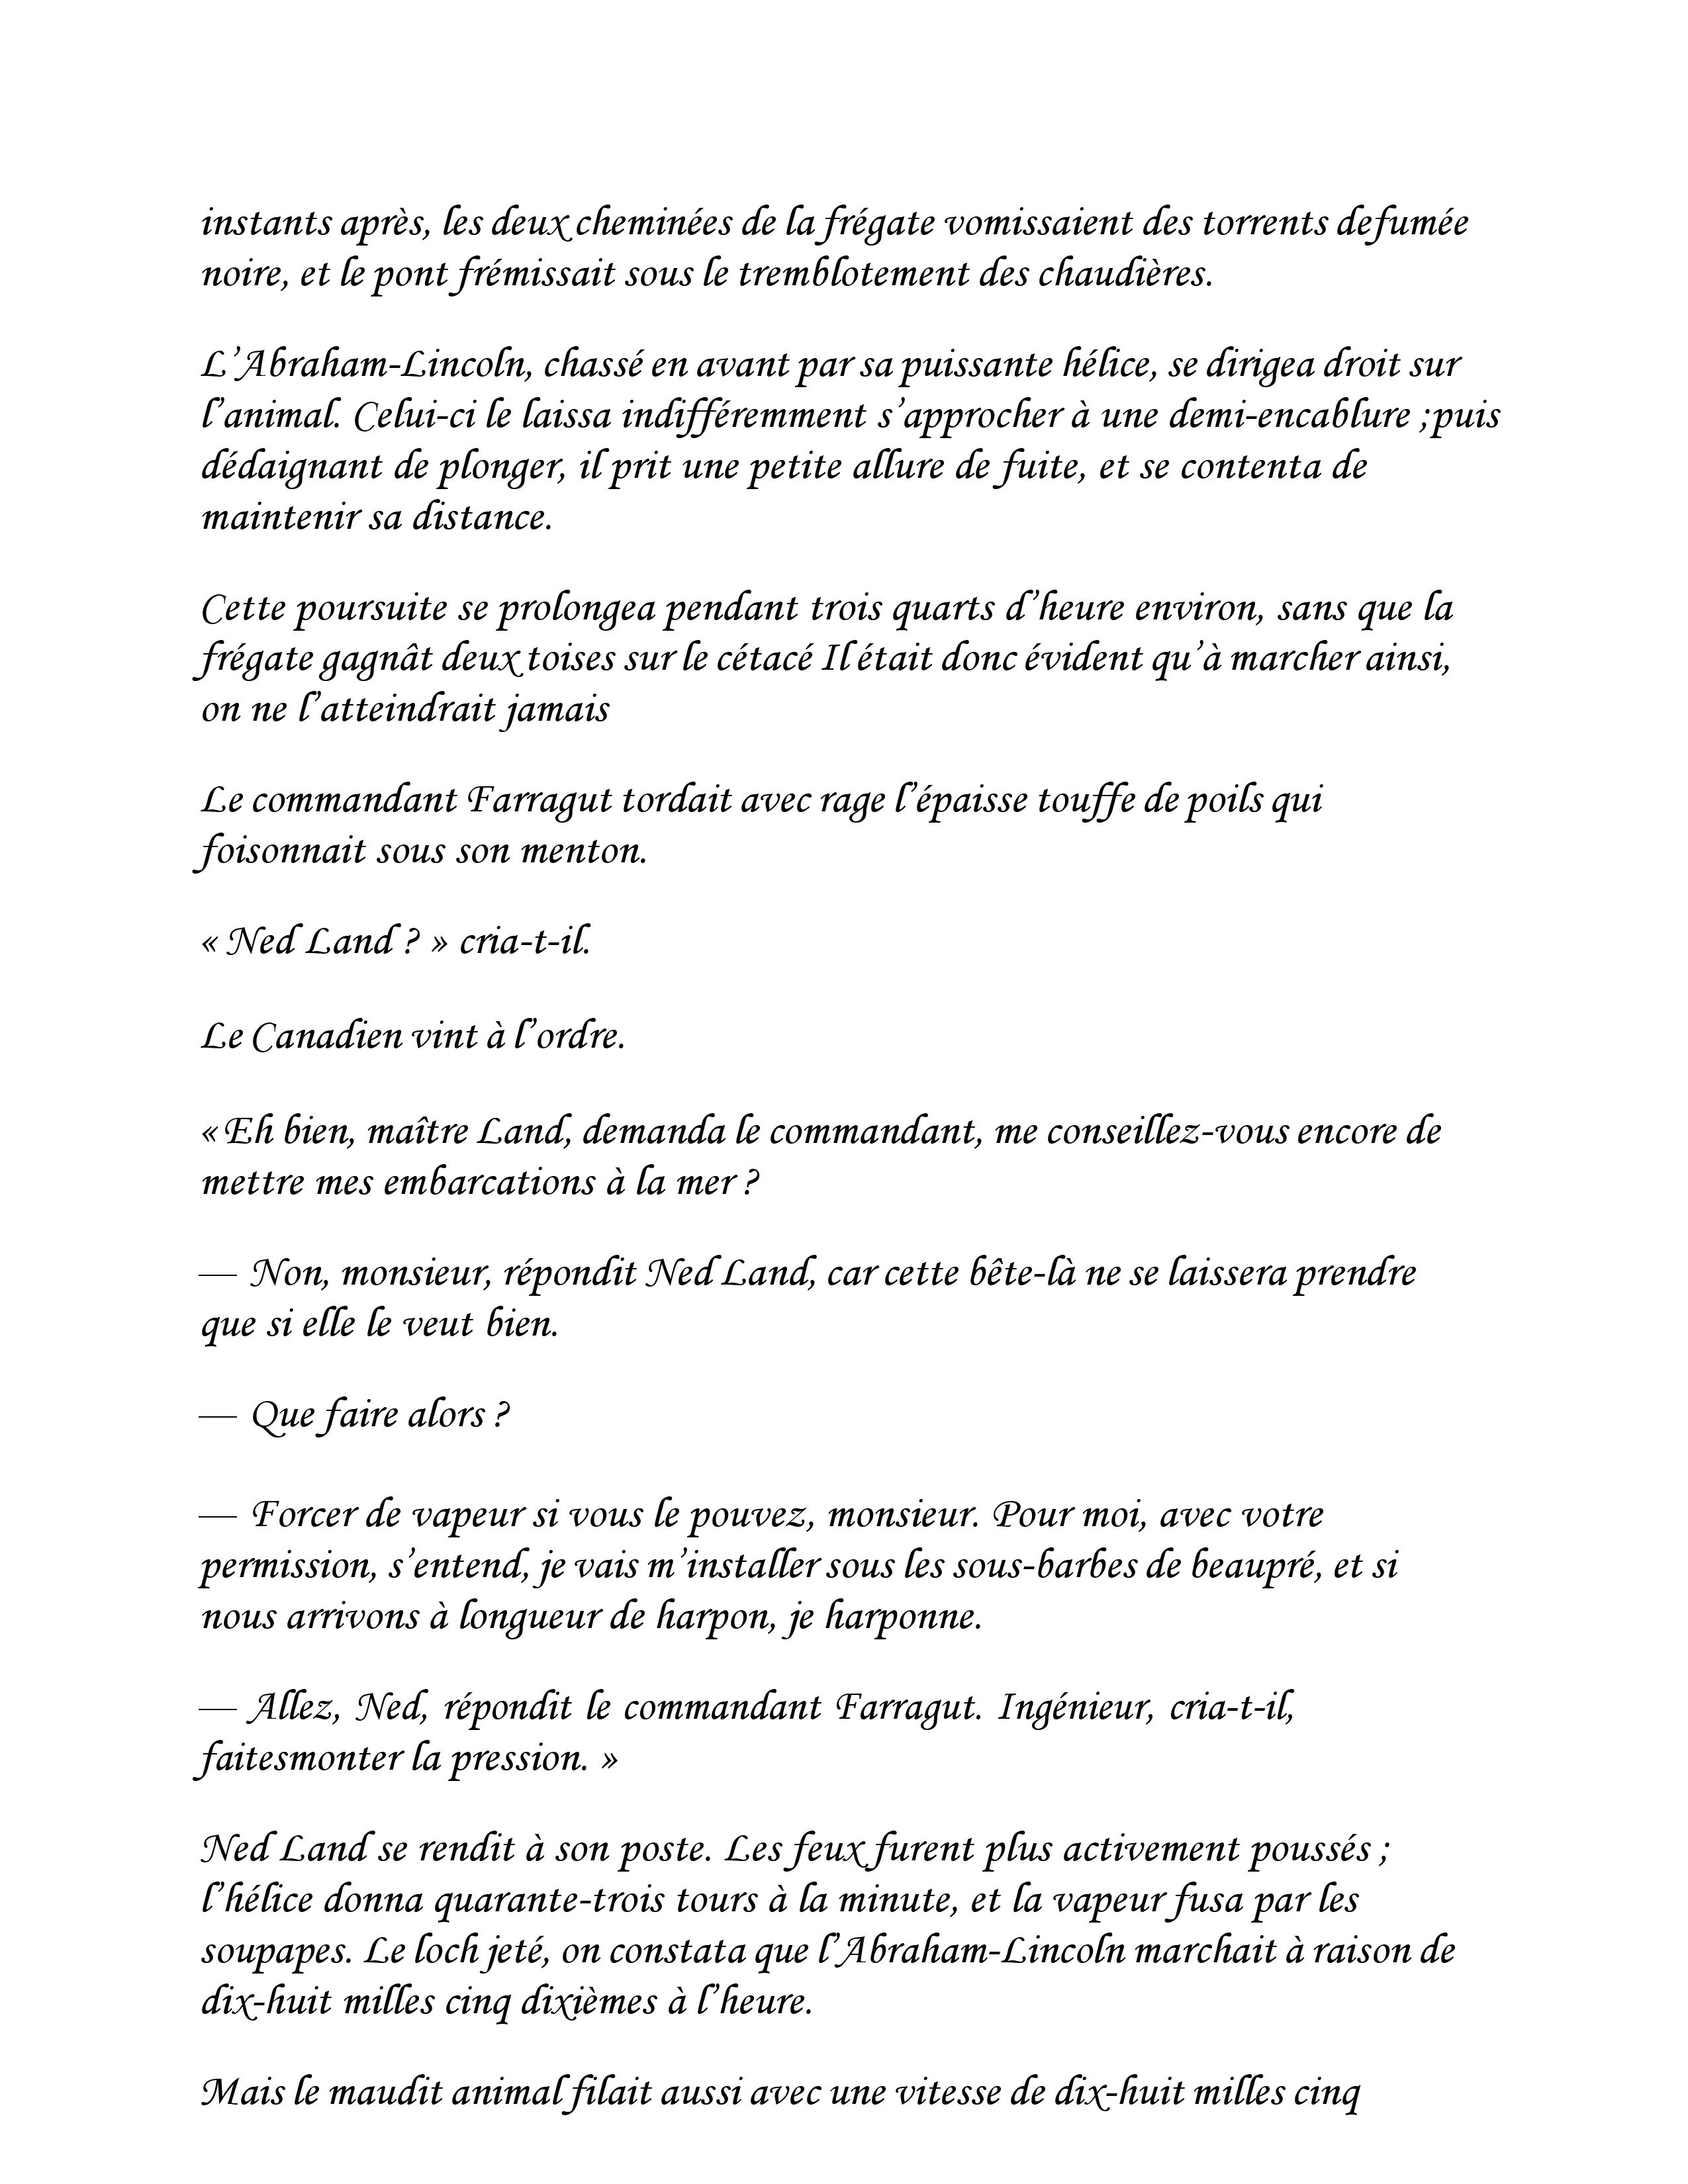 instants après, les deux cheminées de la frégate vomissaient des torrents defumée
noire, et le pont frémissait sous le tremblotement des chaudières.
L’Abraham-Lincoln, chassé en avant par sa puissante hélice, se dirigea droit sur
l’animal. Celui-ci le laissa indifféremment s’approcher à une demi-encablure ;puis
dédaignant de plonger, il prit une petite allure de fuite, et se contenta de
maintenir sa distance.
Cette poursuite se prolongea pendant trois quarts d’heure environ, sans que la
frégate gagnât deux toises sur le cétacé Il était donc évident qu’à marcher ainsi,
on ne l’atteindrait jamais
Le commandant Farragut tordait avec rage l’épaisse touffe de poils qui
foisonnait sous son menton.
« Ned Land ? » cria-t-il.
Le Canadien vint à l’ordre.
« Eh bien, maître Land, demanda le commandant, me conseillez-vous encore de
mettre mes embarcations à la mer ?
— Non, monsieur, répondit Ned Land, car cette bête-là ne se laissera prendre
que si elle le veut bien.
— Que faire alors ?
— Forcer de vapeur si vous le pouvez, monsieur. Pour moi, avec votre
permission, s’entend, je vais m’installer sous les sous-barbes de beaupré, et si
nous arrivons à longueur de harpon, je harponne.
— Allez, Ned, répondit le commandant Farragut. Ingénieur, cria-t-il,
faitesmonter la pression. »
Ned Land se rendit à son poste. Les feux furent plus activement poussés ;
l’hélice donna quarante-trois tours à la minute, et la vapeur fusa par les
soupapes. Le loch jeté, on constata que l’Abraham-Lincoln marchait à raison de
dix-huit milles cinq dixièmes à l’heure.
Mais le maudit animal filait aussi avec une vitesse de dix-huit milles cinq